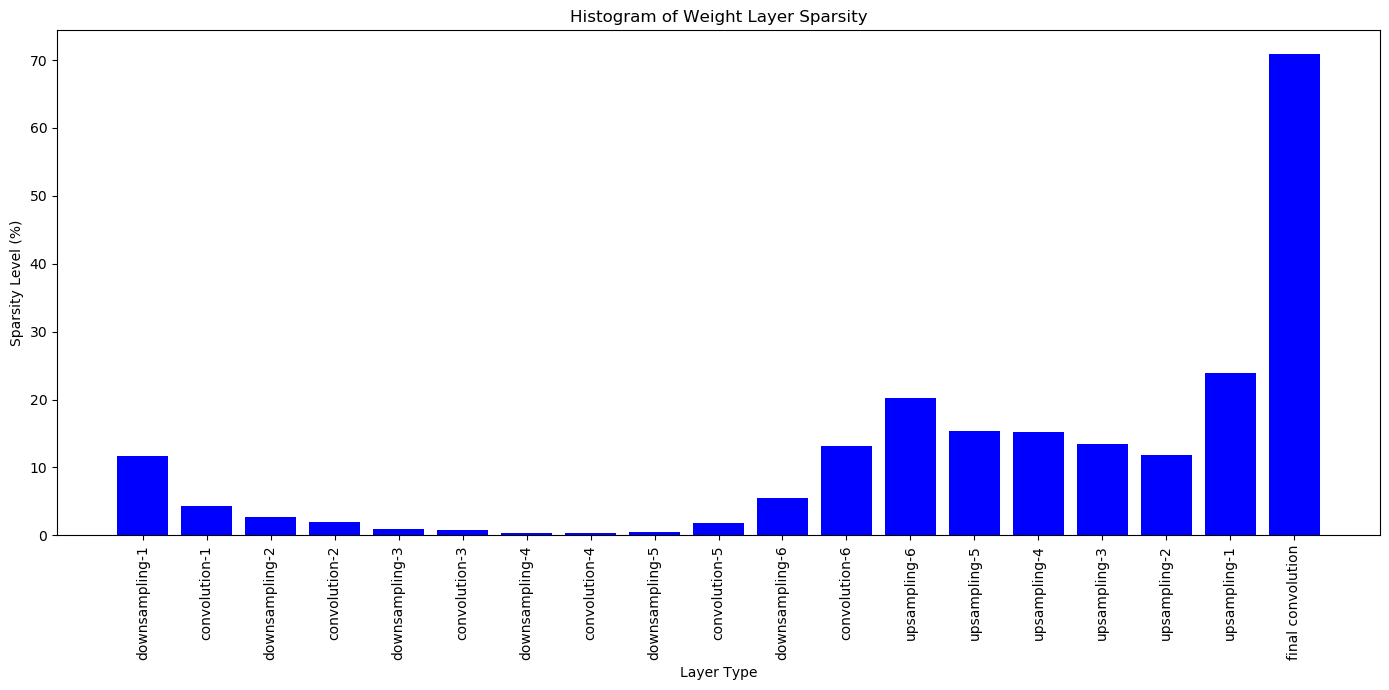 Histogram of Weight Layer Sparsity
Sparsity Level (%)
70
60
50
40
30
20
10
0
downsampling-1
convolution-1
downsampling-2
convolution-2
downsampling-3
convolution-3
downsampling-4
convolution-4
downsampling-5
convolution-5
downsampling-6
convolution-6
upsampling-6
upsampling-5
upsampling-4
upsampling-3
upsampling-2
upsampling-1
final convolution
Layer Type